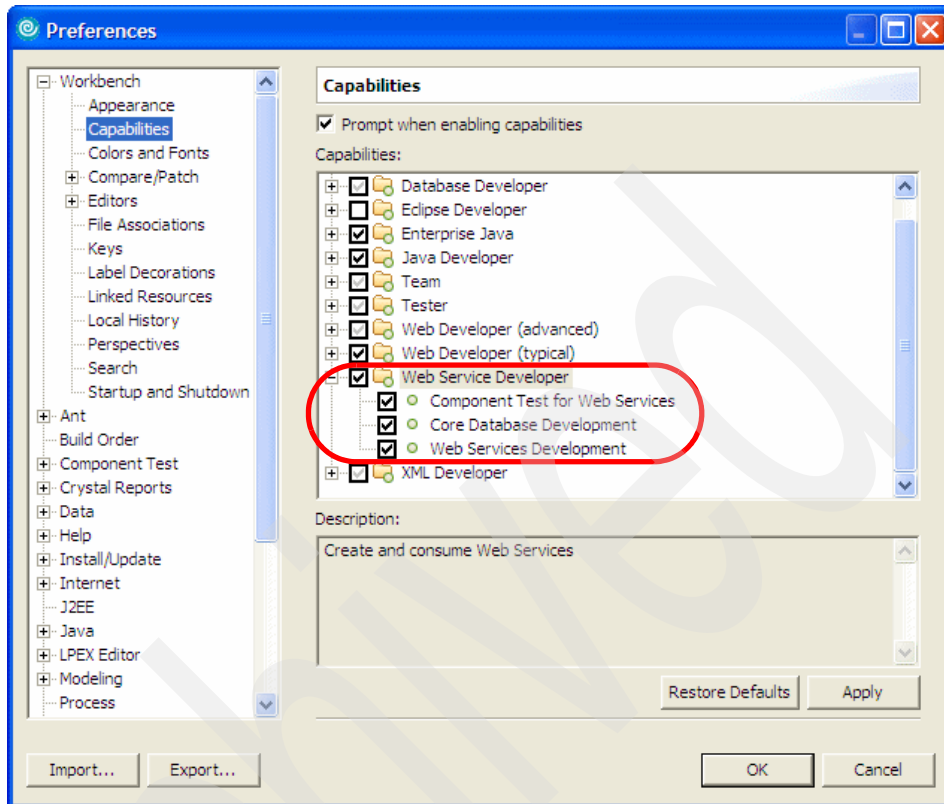 Preferences
Workbench
Appearance
Capabilities
Colors and Fonts
Compare/Patch
Editors
File Associations
Keys
Label Decorations
Linked Resources
Local History
Perspectives
Search
Startup and Shutdown
Ant
Build Order
Component Test
Crystal Reports
Data
Help
Install/Update
Internet
J2EE
Java
LPEX Editor
Modeling
Process
Capabilities
Prompt when enabling capabilities
Capabilities:
Database Developer
Eclipse Developer
Enterprise Java
Java Developer
Team
Tester
Web Developer (advanced)
Web Developer (typical)
Web Service Developer
Component Test for Web Services
Core Database Development
Web Services Development
XML Developer
Description:
Create and consume Web Services
Restore Defaults
Apply
Import...
Export...
OK
Cancel